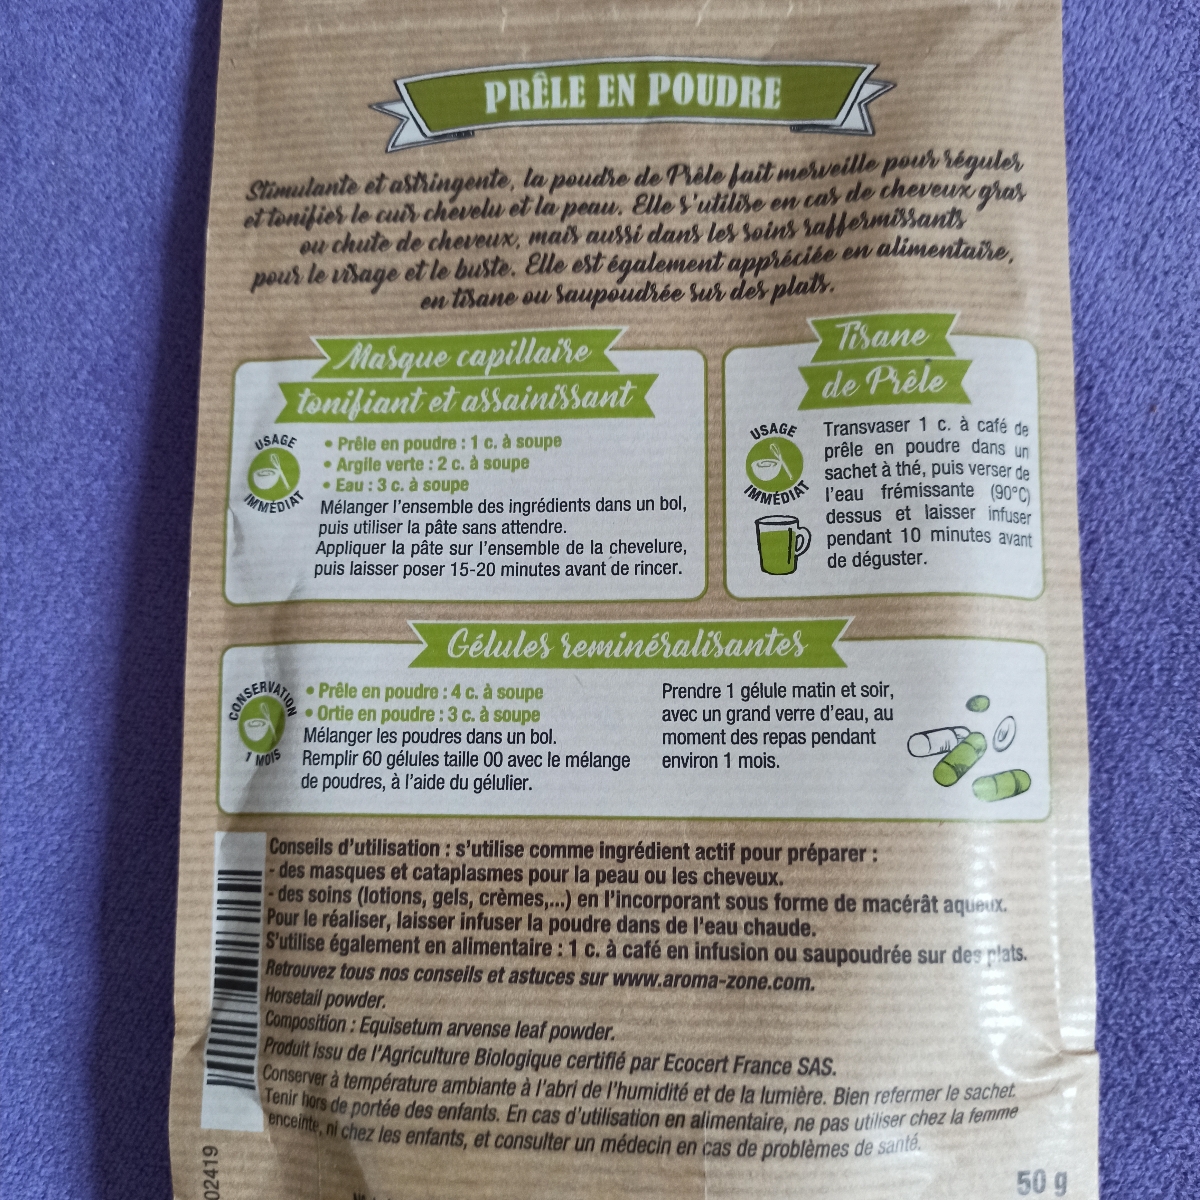 PRÊLE EN POUDRE
Stimulante et astringente, la poudre de Prêle fait merveille pour réguler
et tonifier le cuir chevelu et la peau. Elle s'utilise en cas de cheveux gras
ou chute de cheveux, mais aussi dans les soins raffermissants
pour le visage et le buste. Elle est également appréciée en alimentaire,
en tisane ou saupoudrée sur des plats.
Masque capillaire
tonifiant et assainissant
USAGE
IMMÉDIAT
• Prêle en poudre : 1 c. à soupe
• Argile verte : 2 c. à soupe
• Eau : 3 c. à soupe
Mélanger l'ensemble des ingrédients dans un bol,
puis utiliser la pâte sans attendre.
Appliquer la pâte sur l'ensemble de la chevelure,
puis laisser poser 15-20 minutes avant de rincer.
Tisane
de Prêle
USAGE
IMMÉDIAT
Transvaser 1 c. à café de
prêle en poudre dans un
sachet à thé, puis verser de
l'eau frémissante (90°C)
dessus et laisser infuser
pendant 10 minutes avant
de déguster.
Gélules reminéralisantes
CONSERVATION
1 MOIS
• Prêle en poudre : 4 c. à soupe
• Ortie en poudre : 3 c. à soupe
Mélanger les poudres dans un bol.
Remplir 60 gélules taille 00 avec le mélange
de poudres, à l'aide du gélulier.
Prendre 1 gélule matin et soir,
avec un grand verre d'eau, au
moment des repas pendant
environ 1 mois.
Conseils d'utilisation : s'utilise comme ingrédient actif pour préparer :
- des masques et cataplasmes pour la peau ou les cheveux.
- des soins (lotions, gels, crèmes,...) en l'incorporant sous forme de macérât aqueux.
Pour le réaliser, laisser infuser la poudre dans de l'eau chaude.
S'utilise également en alimentaire : 1 c. à café en infusion ou saupoudrée sur des plats.
Retrouvez tous nos conseils et astuces sur www.aroma-zone.com.
Horsetail powder.
Composition : Equisetum arvense leaf powder.
Produit issu de l'Agriculture Biologique certifié par Ecocert France SAS.
Conserver à température ambiante à l'abri de l'humidité et de la lumière. Bien refermer le sachet.
Tenir hors de portée des enfants. En cas d'utilisation en alimentaire, ne pas utiliser chez la femme
enceinte, ni chez les enfants, et consulter un médecin en cas de problèmes de santé.
02419
50 g